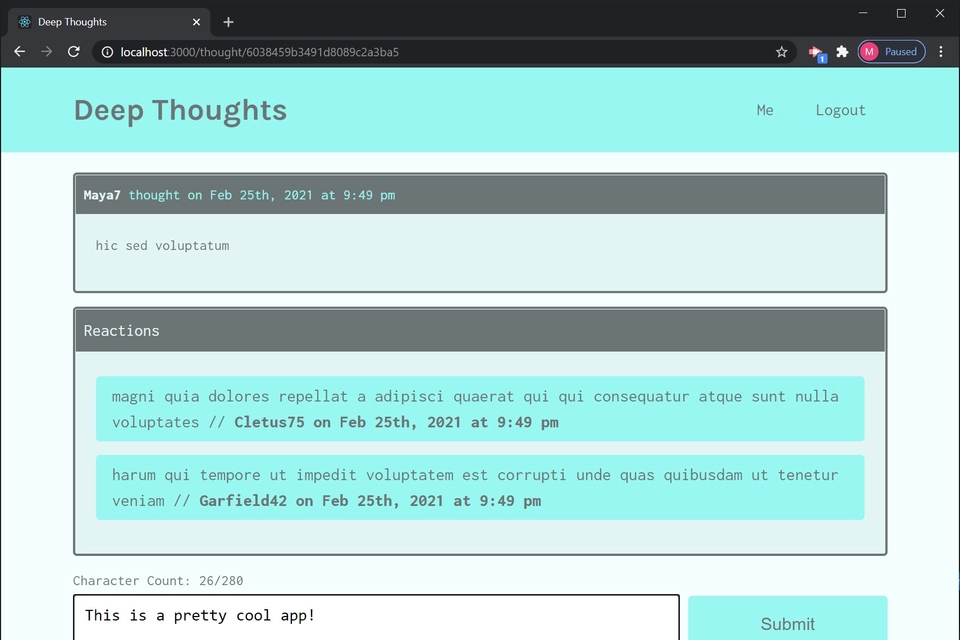 Deep Thoughts
localhost:3000/thought/6038459b3491d8089c2a3ba5
1
M
Paused
Deep Thoughts
Me
Logout
Maya7 thought on Feb 25th, 2021 at 9:49 pm
hic sed voluptatum
Reactions
magni quia dolores repellat a adipisci quaerat qui qui consequatur atque sunt nulla
voluptates // Cletus75 on Feb 25th, 2021 at 9:49 pm
harum qui tempore ut impedit voluptatem est corrupti unde quas quibusdam ut tenetur
veniam // Garfield42 on Feb 25th, 2021 at 9:49 pm
Character Count: 26/280
This is a pretty cool app!
Submit